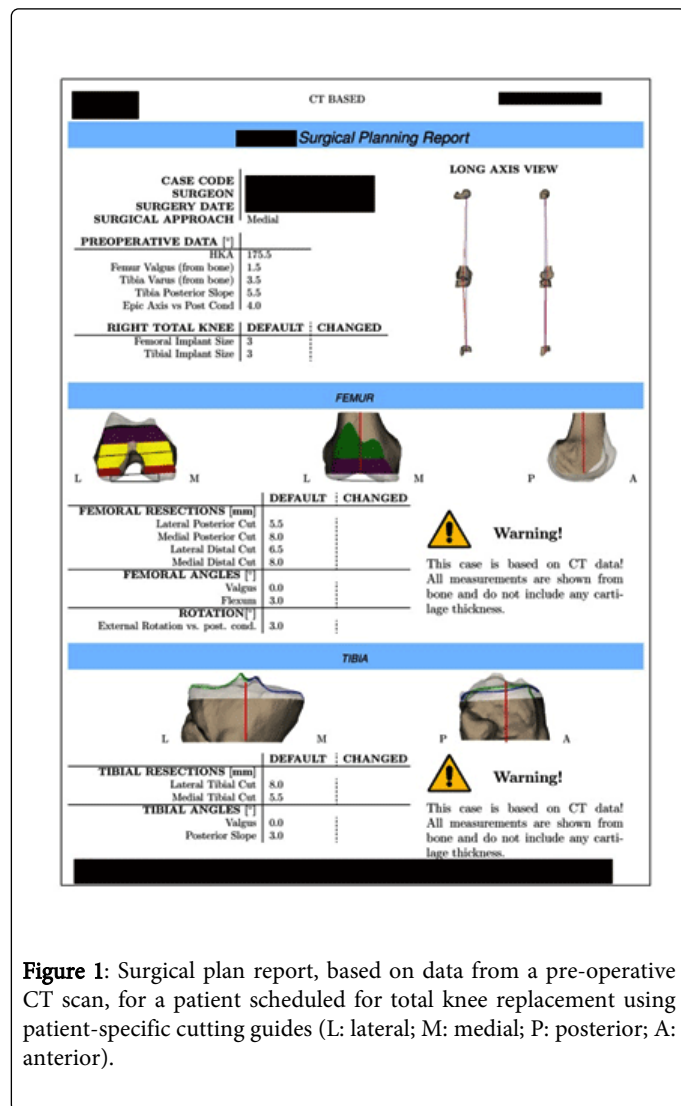 CT BASED
Surgical Planning Report
LONG AXIS VIEW
CASE CODE
SURGEON
SURGERY DATE
SURGICAL APPROACH Medial
PREOPERATIVE DATA [°]
HKA 175.5
Femur Valgus (from bone) 1.5
Tibia Varus (from bone) 3.5
Tibia Posterior Slope 5.5
Epic Axis vs Post Cond 4.0
RIGHT TOTAL KNEE DEFAULT CHANGED
Femoral Implant Size 3
Tibial Implant Size 3
FEMUR
L M L M P A
DEFAULT CHANGED
FEMORAL RESECTIONS [mm]
Lateral Posterior Cut 5.5
Medial Posterior Cut 8.0
Lateral Distal Cut 6.5
Medial Distal Cut 8.0
FEMORAL ANGLES [°]
Valgus 0.0
Flexum 3.0
ROTATION[°]
External Rotation vs. post. cond. 3.0
Warning!
This case is based on CT data!
All measurements are shown from
bone and do not include any carti-
lage thickness.
TIBIA
L M P A
DEFAULT CHANGED
TIBIAL RESECTIONS [mm]
Lateral Tibial Cut 8.0
Medial Tibial Cut 5.5
TIBIAL ANGLES [°]
Valgus 0.0
Posterior Slope 3.0
Warning!
This case is based on CT data!
All measurements are shown from
bone and do not include any carti-
lage thickness.
Figure 1: Surgical plan report, based on data from a pre-operative
CT scan, for a patient scheduled for total knee replacement using
patient-specific cutting guides (L: lateral; M: medial; P: posterior; A:
anterior).